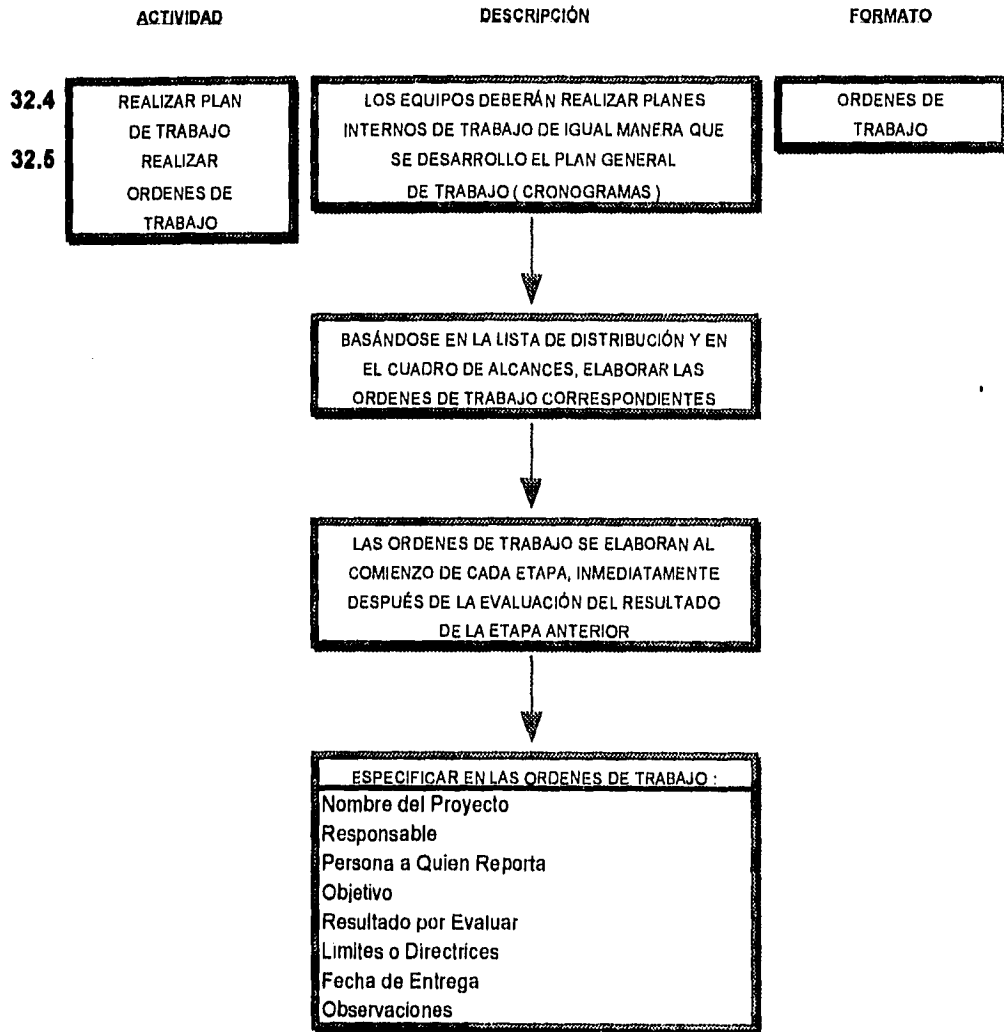 ACTIVIDAD
DESCRIPCIÓN
FORMATO
32.4
32.5
REALIZAR PLAN
DE TRABAJO
REALIZAR
ORDENES DE
TRABAJO
LOS EQUIPOS DEBERÁN REALIZAR PLANES
INTERNOS DE TRABAJO DE IGUAL MANERA QUE
SE DESARROLLO EL PLAN GENERAL
DE TRABAJO ( CRONOGRAMAS )
ORDENES DE
TRABAJO
BASÁNDOSE EN LA LISTA DE DISTRIBUCIÓN Y EN
EL CUADRO DE ALCANCES, ELABORAR LAS
ORDENES DE TRABAJO CORRESPONDIENTES
LAS ORDENES DE TRABAJO SE ELABORAN AL
COMIENZO DE CADA ETAPA, INMEDIATAMENTE
DESPUÉS DE LA EVALUACIÓN DEL RESULTADO
DE LA ETAPA ANTERIOR
ESPECIFICAR EN LAS ORDENES DE TRABAJO :
Nombre del Proyecto
Responsable
Persona a Quien Reporta
Objetivo
Resultado por Evaluar
Limites o Directrices
Fecha de Entrega
Observaciones